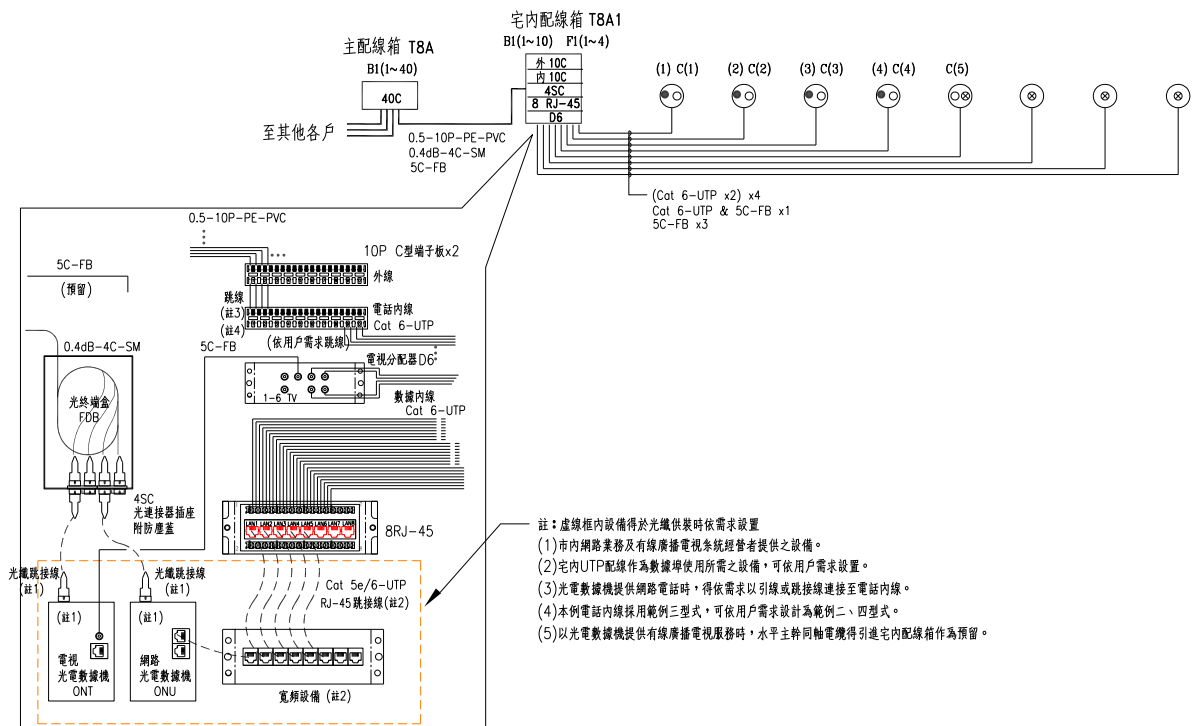 宅內配線箱 T8A1
B1(1~10) F1(1~4)
主配線箱 T8A
B1(1~40)
40C
外 10C
內 10C
4SC
8 RJ-45
D6
(1) C(1)
(2) C(2)
(3) C(3)
(4) C(4)
C(5)
至其他各戶
0.5-10P-PE-PVC
0.4dB-4C-SM
5C-FB
(Cat 6-UTP x2) x4
Cat 6-UTP & 5C-FB x1
5C-FB x3
0.5-10P-PE-PVC
10P C型端子板x2
外線
5C-FB
(預留)
跳線
(註3)
(註4)
電話內線
Cat 6-UTP
(依用戶需求跳線)
0.4dB-4C-SM
5C-FB
電視分配器D6
1-6 TV
數據內線
Cat 6-UTP
光終端盒
FDB
4SC
光連接器插座
附防塵蓋
LAN1 LAN2 LAN3 LAN4 LAN5 LAN6 LAN7 LAN8
8RJ-45
光纖跳接線
(註1)
光纖跳接線
(註1)
Cat 5e/6-UTP
RJ-45跳接線(註2)
(註1)
(註1)
電視
光電數據機
ONT
網路
光電數據機
ONU
寬頻設備 (註2)
註：虛線框內設備得於光纖供裝時依需求設置
(1)市內網路業務及有線廣播電視系統經營者提供之設備。
(2)宅內UTP配線作為數據埠使用所需之設備，可依用戶需求設置。
(3)光電數據機提供網路電話時，得依需求以引線或跳接線連接至電話內線。
(4)本例電話內線採用範例三型式，可依用戶需求設計為範例二、四型式。
(5)以光電數據機提供有線廣播電視服務時，水平主幹同軸電纜得引進宅內配線箱作為預留。